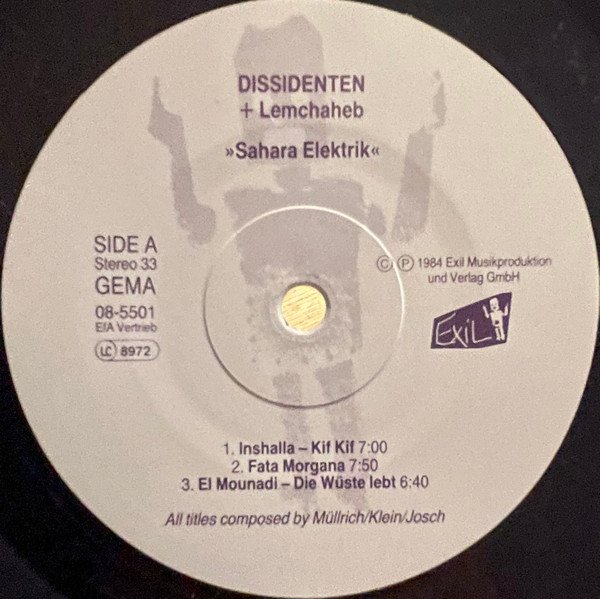 DISSIDENTEN
+ Lemchaheb
»Sahara Elektrik«
SIDE A
Stereo 33
GEMA
08-5501
EfA Vertrieb
LC 8972
Ⓒ Ⓟ 1984 Exil Musikproduktion
und Verlag GmbH
EXiL
1. Inshalla – Kif Kif 7:00
2. Fata Morgana 7:50
3. El Mounadi – Die Wüste lebt 6:40
All titles composed by Müllrich/Klein/Josch